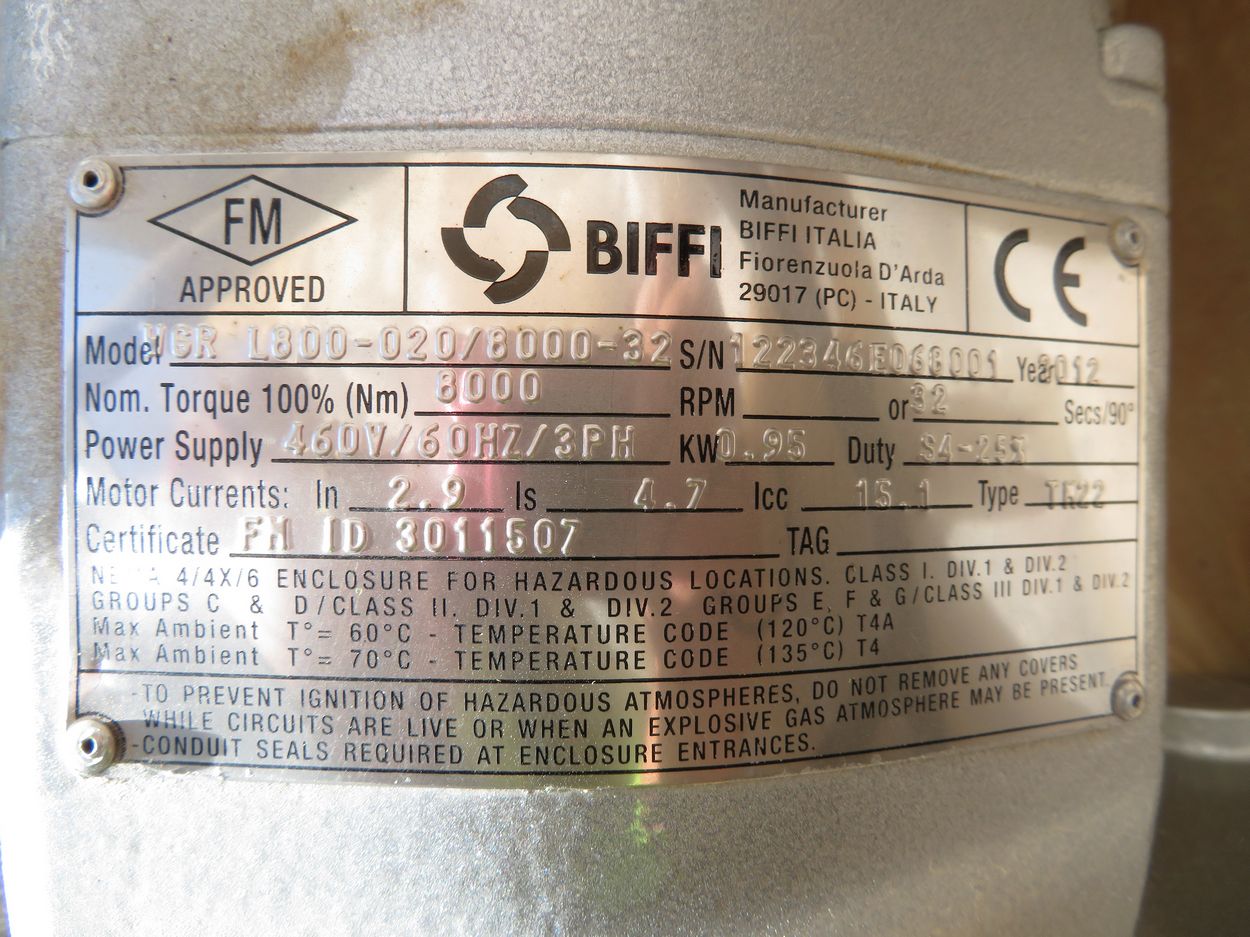 FM
APPROVED
BIFFI
Manufacturer
BIFFI ITALIA
Fiorenzuola D'Arda
29017 (PC) - ITALY
CE
Model L800-020/8000-32 S/N 122346E068001 Year 2012
Nom. Torque 100% (Nm) 8000 RPM or 32 Secs/90°
Power Supply 460V/60HZ/3PH KW 0.95 Duty S4-25%
Motor Currents: In 2.9 Is 4.7 Icc 15.1 Type
Certificate FM ID 3011507 TAG
NEMA 4/4X/6 ENCLOSURE FOR HAZARDOUS LOCATIONS. CLASS I. DIV.1 & DIV.2
GROUPS C & D/CLASS II. DIV.1 & DIV.2 GROUPS E, F & G/CLASS III DIV.1 & DIV.2
Max Ambient T°= 60°C - TEMPERATURE CODE (120°C) T4A
Max Ambient T°= 70°C - TEMPERATURE CODE (135°C) T4
-TO PREVENT IGNITION OF HAZARDOUS ATMOSPHERES, DO NOT REMOVE ANY COVERS
WHILE CIRCUITS ARE LIVE OR WHEN AN EXPLOSIVE GAS ATMOSPHERE MAY BE PRESENT.
-CONDUIT SEALS REQUIRED AT ENCLOSURE ENTRANCES.